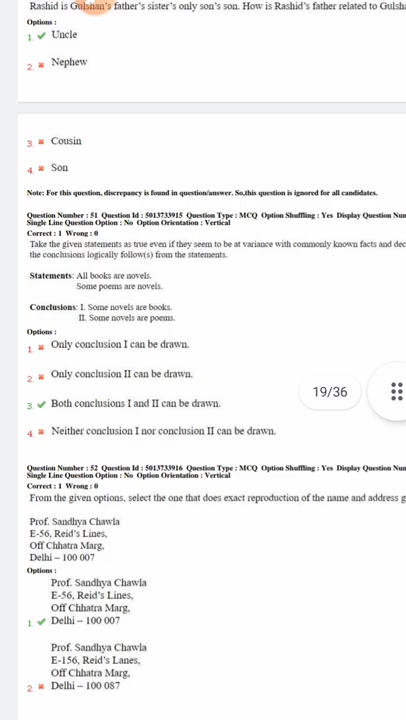 Rashid is Gulshan's father's sister's only son's son. How is Rashid's father related to Gulsha
Options :
1. ✔ Uncle
2. ✖ Nephew
3. ✖ Cousin
4. ✖ Son
Note: For this question, discrepancy is found in question/answer. So,this question is ignored for all candidates.
Question Number : 51 Question Id : 5013733915 Question Type : MCQ Option Shuffling : Yes Display Question Num
Single Line Question Option : No Option Orientation : Vertical
Correct : 1 Wrong : 0
Take the given statements as true even if they seem to be at variance with commonly known facts and dec
the conclusions logically follow(s) from the statements.
Statements: All books are novels.
Some poems are novels.
Conclusions: I. Some novels are books.
II. Some novels are poems.
Options :
1. ✖ Only conclusion I can be drawn.
2. ✖ Only conclusion II can be drawn.
19/36
3. ✔ Both conclusions I and II can be drawn.
4. ✖ Neither conclusion I nor conclusion II can be drawn.
Question Number : 52 Question Id : 5013733916 Question Type : MCQ Option Shuffling : Yes Display Question Num
Single Line Question Option : No Option Orientation : Vertical
Correct : 1 Wrong : 0
From the given options, select the one that does exact reproduction of the name and address g
Prof. Sandhya Chawla
E-56, Reid's Lines,
Off Chhatra Marg,
Delhi – 100 007
Options :
Prof. Sandhya Chawla
E-56, Reid's Lines,
Off Chhatra Marg,
1. ✔ Delhi – 100 007
Prof. Sandhya Chawla
E-156, Reid's Lanes,
Off Chhatra Marg,
2. ✖ Delhi – 100 087